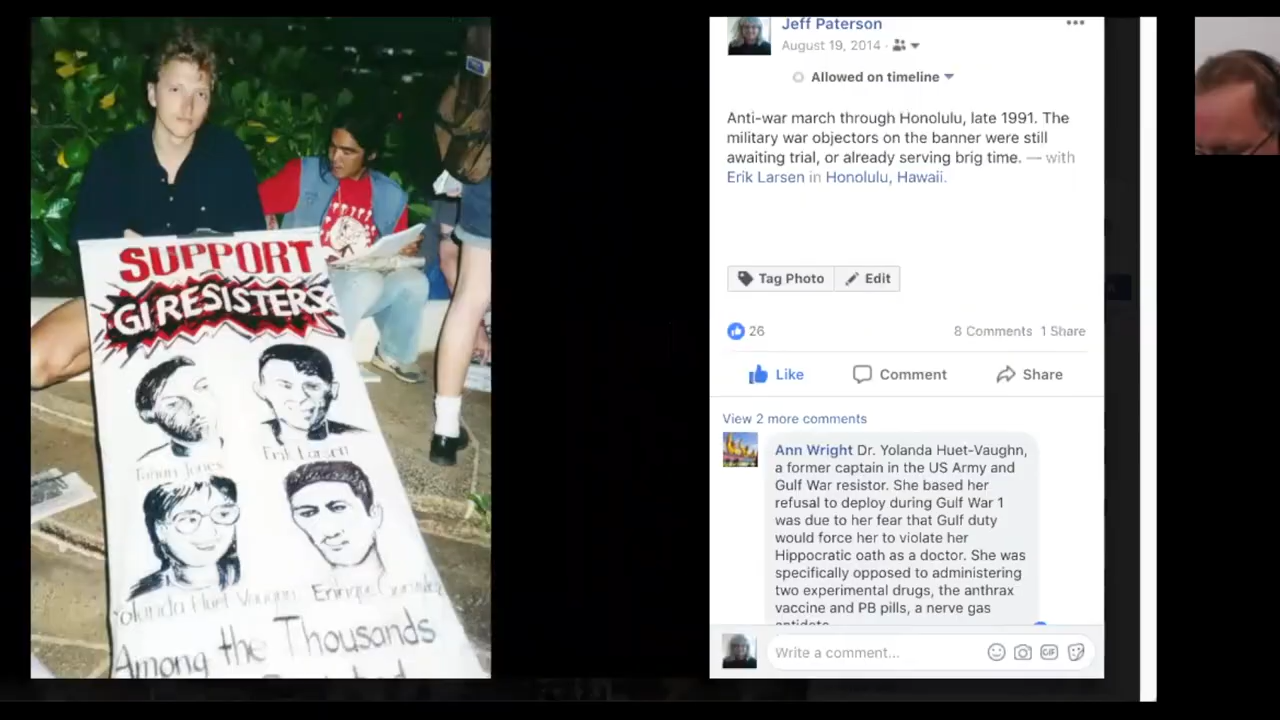 SUPPORT
GI RESISTERS
Erik Larsen
Jones
Yolanda Huet Vaughn Enrique
Among the Thousands
Jeff Paterson
August 19, 2014
Allowed on timeline
Anti-war march through Honolulu, late 1991. The
military war objectors on the banner were still
awaiting trial, or already serving brig time. — with
Erik Larsen in Honolulu, Hawaii.
Tag Photo Edit
26 8 Comments 1 Share
Like Comment Share
View 2 more comments
Ann Wright Dr. Yolanda Huet-Vaughn,
a former captain in the US Army and
Gulf War resistor. She based her
refusal to deploy during Gulf War 1
was due to her fear that Gulf duty
would force her to violate her
Hippocratic oath as a doctor. She was
specifically opposed to administering
two experimental drugs, the anthrax
vaccine and PB pills, a nerve gas
antidote
Write a comment...
GIF